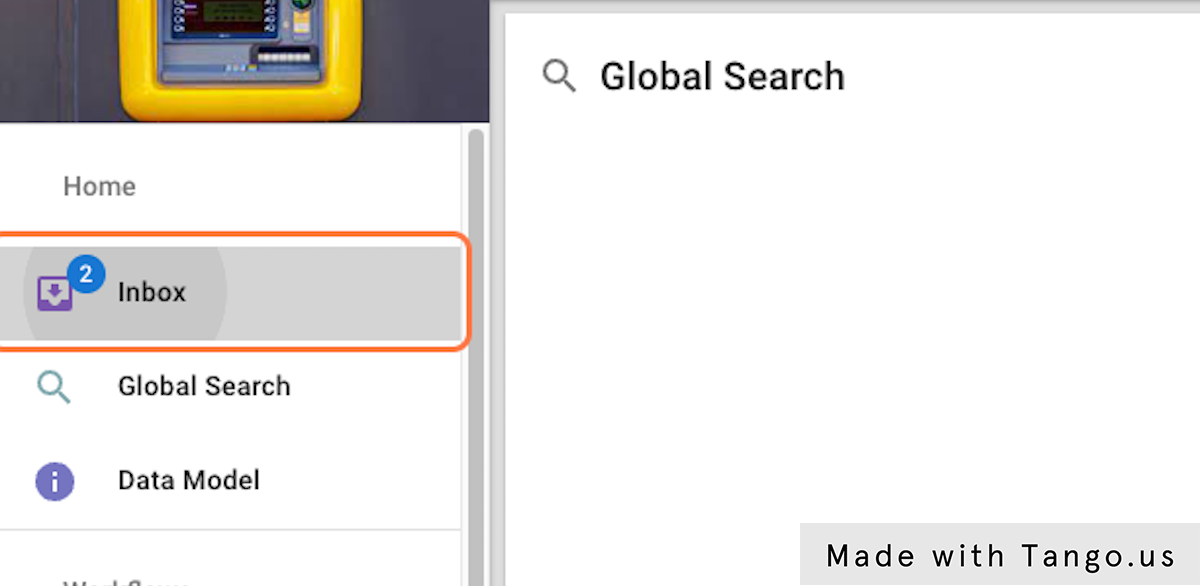 Global Search
Home
2
Inbox
Global Search
Data Model
Made with Tango.us